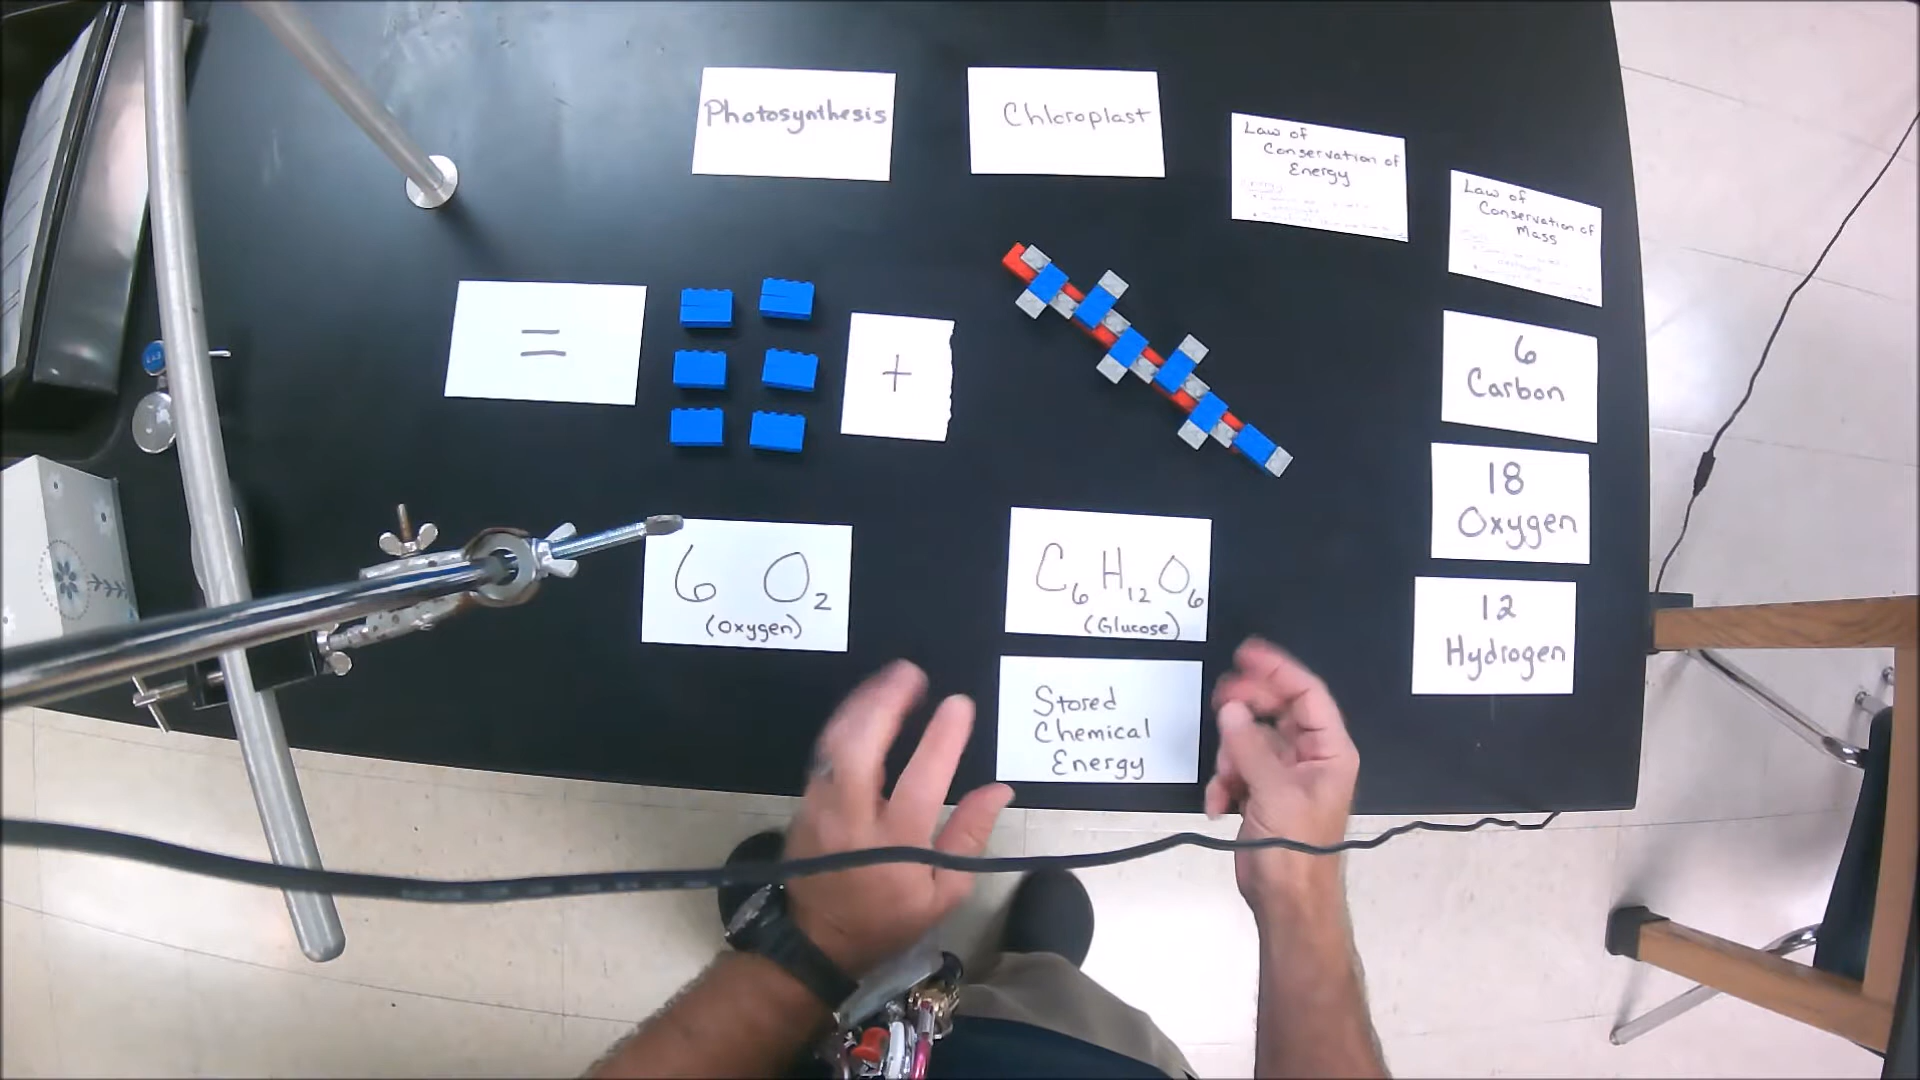 Photosynthesis
Chloroplast
Law of
Conservation of
Energy
Law of
Conservation of
Mass
=
+
6
Carbon
18
Oxygen
12
Hydrogen
6 O2
(Oxygen)
C6H12O6
(Glucose)
Stored
Chemical
Energy